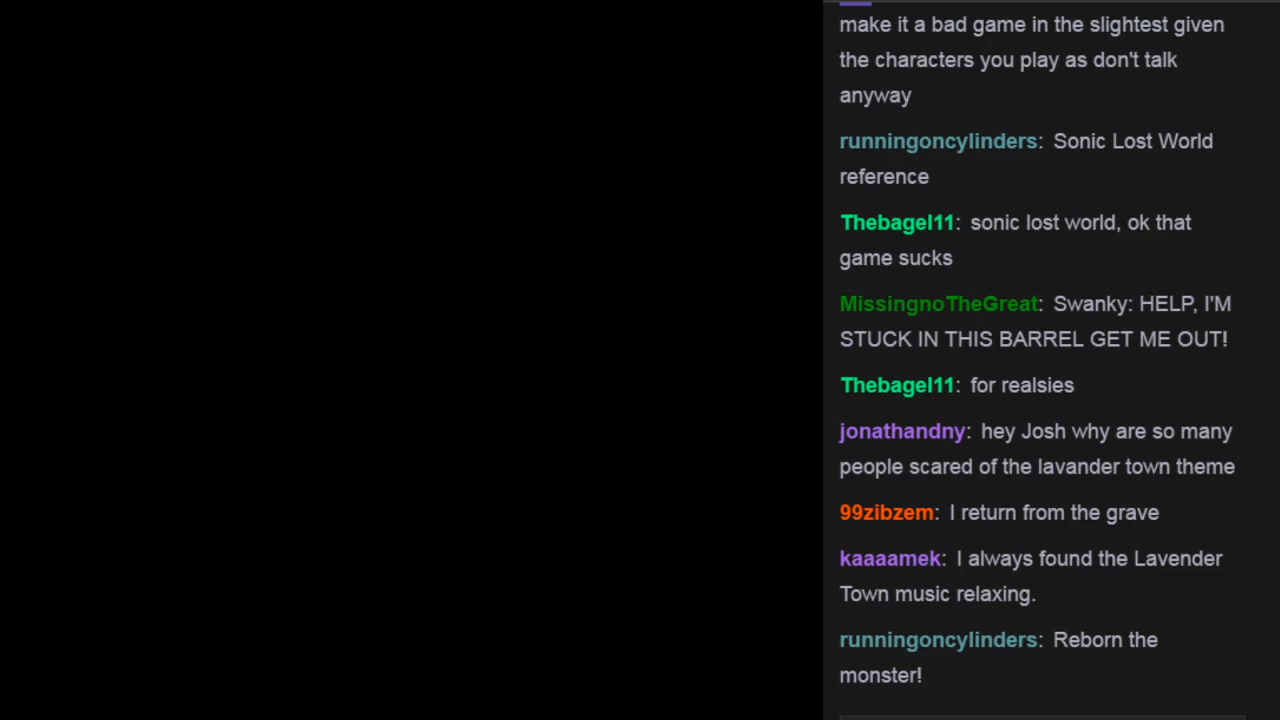 make it a bad game in the slightest given
the characters you play as don't talk
anyway
runningoncylinders: Sonic Lost World
reference
Thebagel11: sonic lost world, ok that
game sucks
MissingnoTheGreat: Swanky: HELP, I'M
STUCK IN THIS BARREL GET ME OUT!
Thebagel11: for realsies
jonathandny: hey Josh why are so many
people scared of the lavander town theme
99zibzem: I return from the grave
kaaaamek: I always found the Lavender
Town music relaxing.
runningoncylinders: Reborn the
monster!